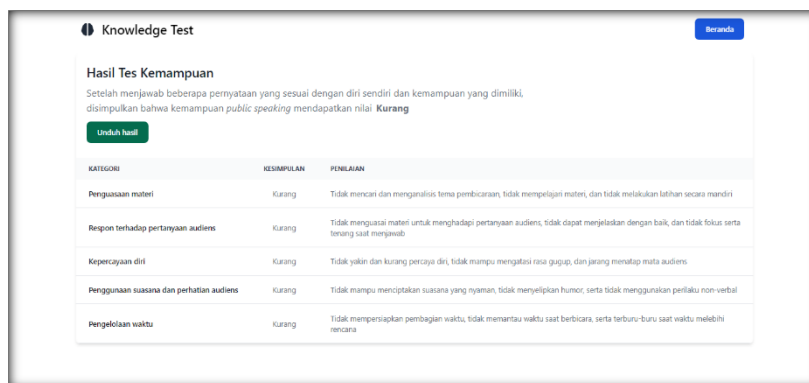 Knowledge Test
Beranda
Hasil Tes Kemampuan
Setelah menjawab beberapa pernyataan yang sesuai dengan diri sendiri dan kemampuan yang dimiliki,
disimpulkan bahwa kemampuan public speaking mendapatkan nilai Kurang
Unduh hasil
KATEGORI KESIMPULAN PENILAIAN
Penguasaan materi Kurang Tidak mencari dan menganalisis tema pembicaraan, tidak mempelajari materi, dan tidak melakukan latihan secara mandiri
Respon terhadap pertanyaan audiens Kurang Tidak menguasai materi untuk menghadapi pertanyaan audiens, tidak dapat menjelaskan dengan baik, dan tidak fokus serta
tenang saat menjawab
Kepercayaan diri Kurang Tidak yakin dan kurang percaya diri, tidak mampu mengatasi rasa gugup, dan jarang menatap mata audiens
Penggunaan suasana dan perhatian audiens Kurang Tidak mampu menciptakan suasana yang nyaman, tidak menyelipkan humor, serta tidak menggunakan perilaku non-verbal
Pengelolaan waktu Kurang Tidak mempersiapkan pembagian waktu, tidak memantau waktu saat berbicara, serta terburu-buru saat waktu melebihi
rencana